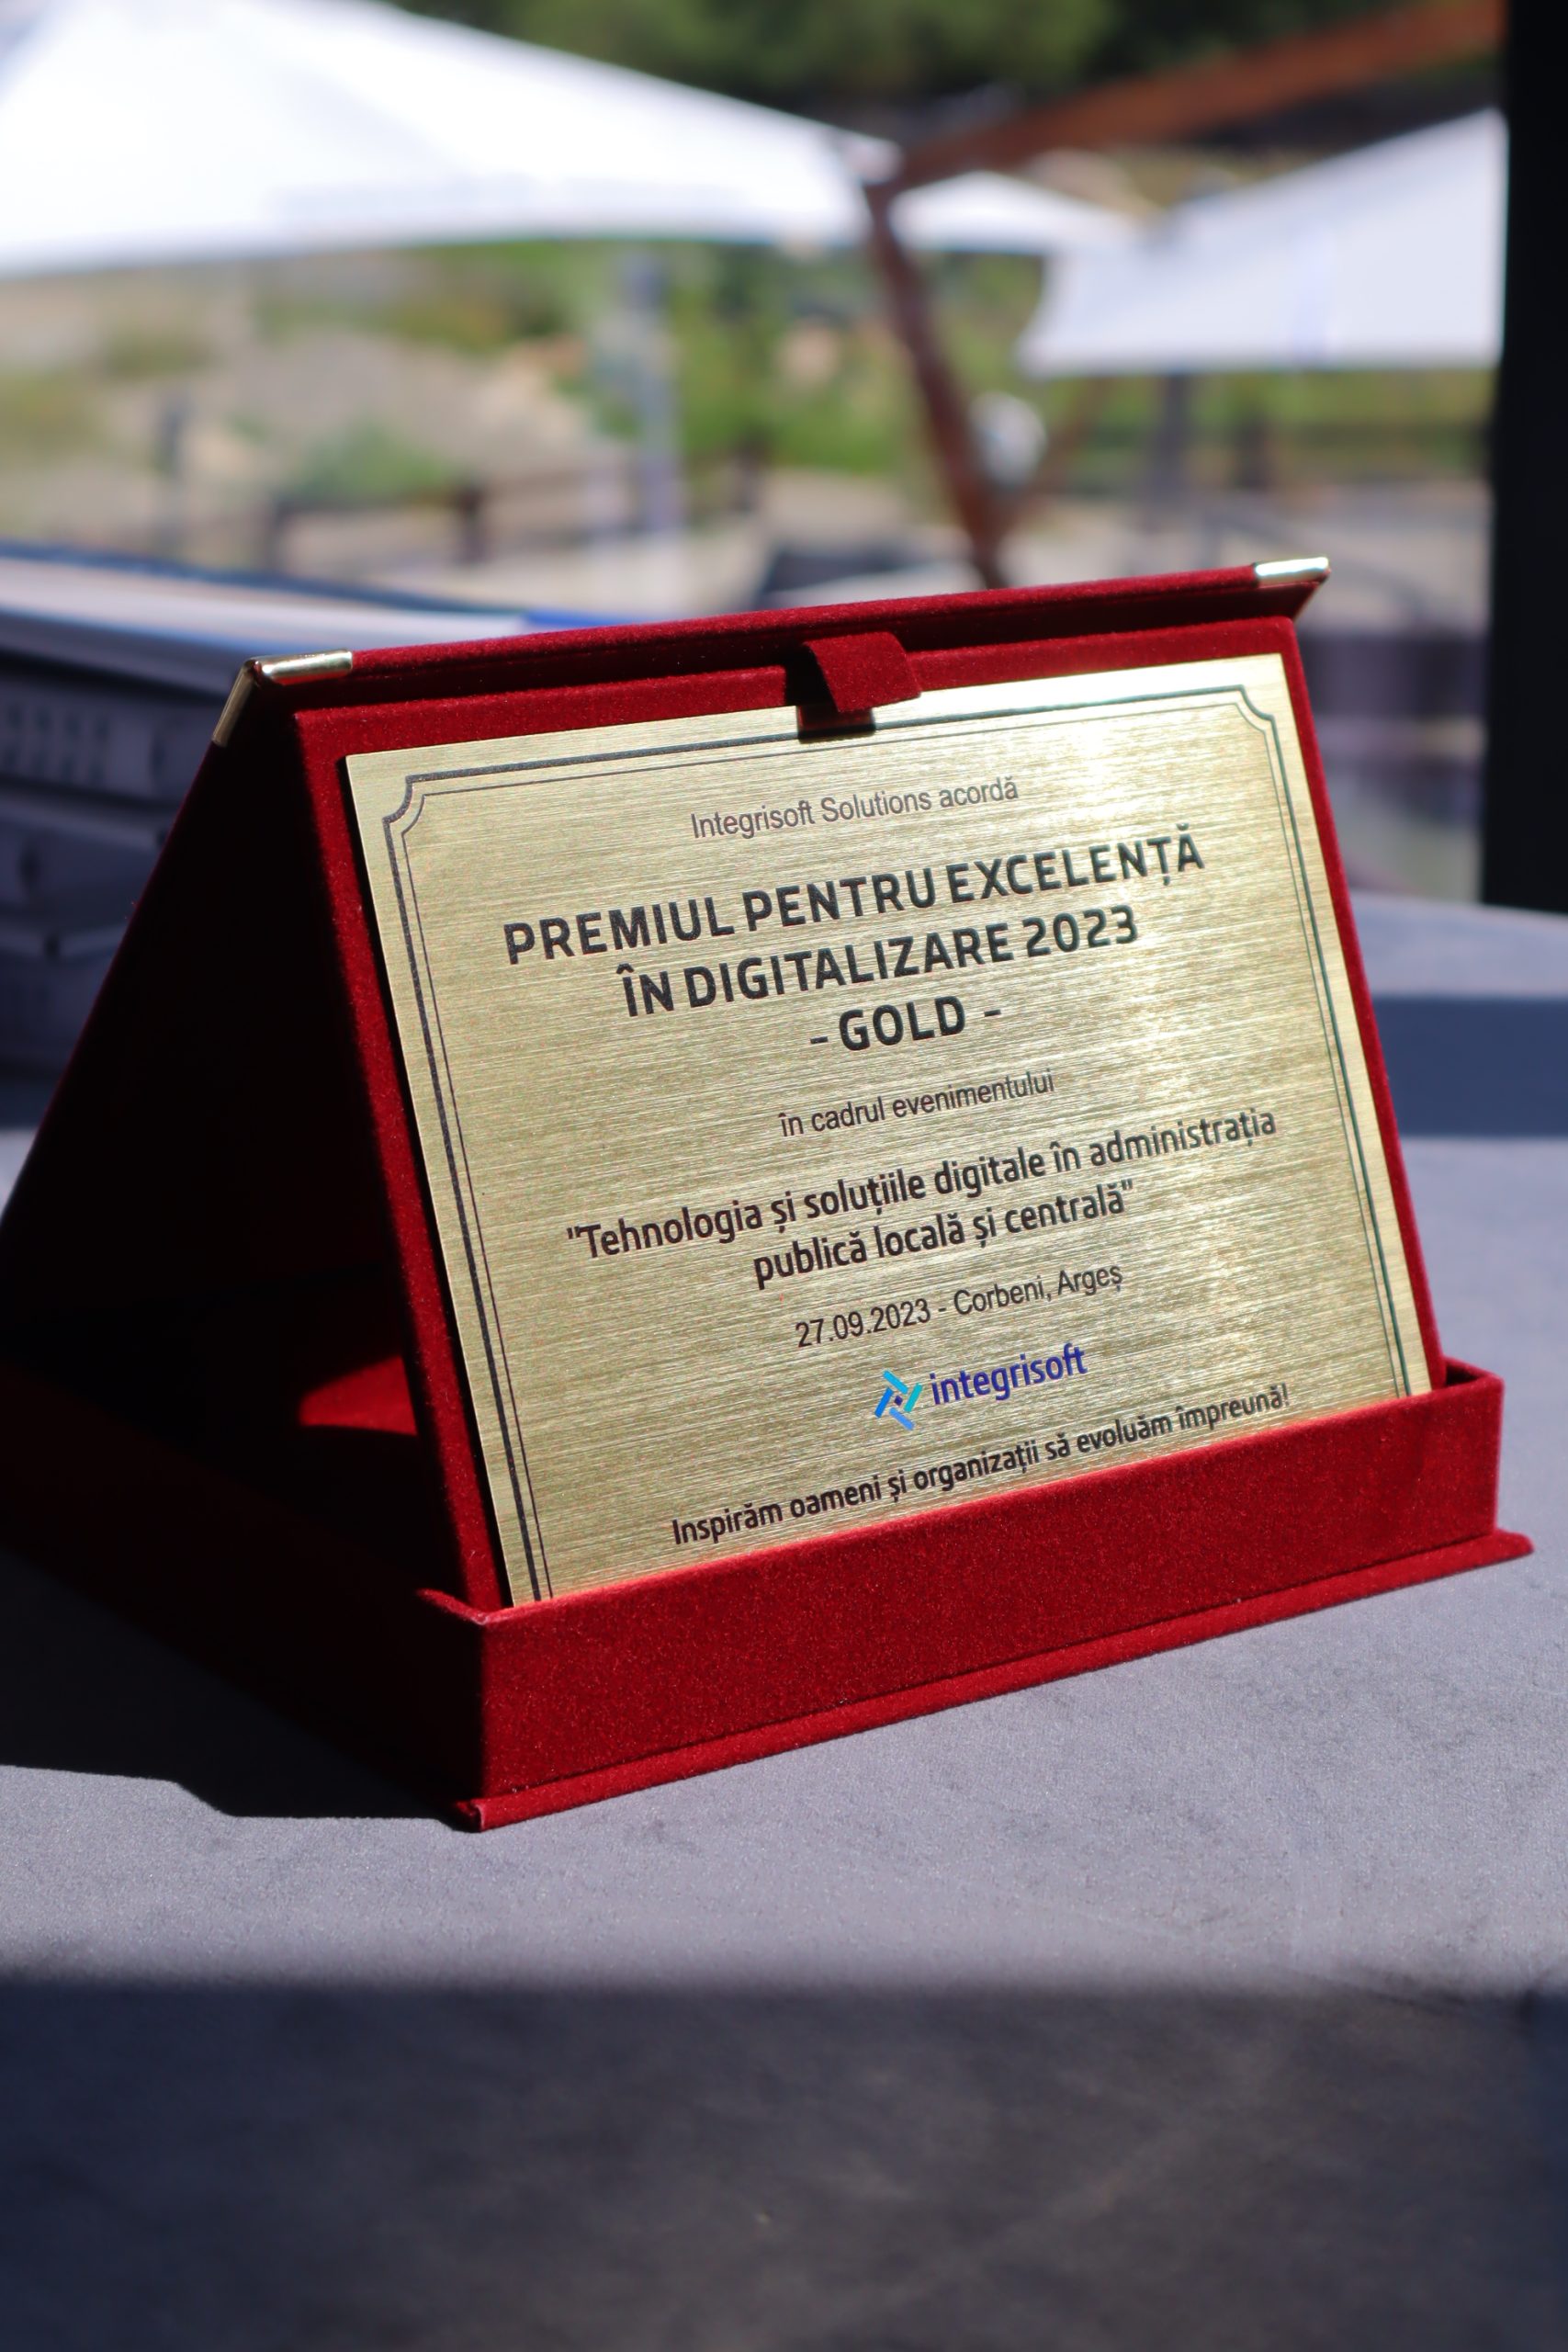 Integrisoft Solutions acordă
PREMIUL PENTRU EXCELENȚĂ
ÎN DIGITALIZARE 2023
- GOLD -
în cadrul evenimentului
"Tehnologia și soluțiile digitale în administrația
publică locală și centrală"
27.09.2023 - Corbeni, Argeș
integrisoft
Inspirăm oameni și organizații să evoluăm împreună!